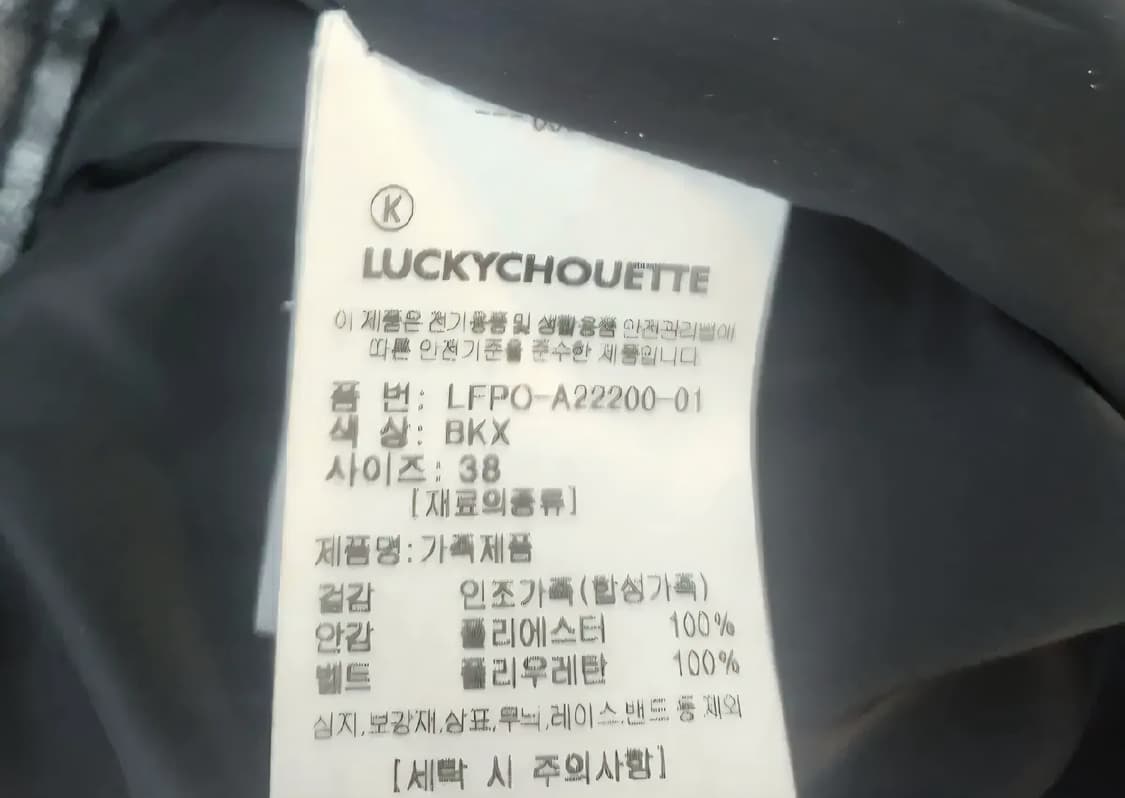 K
LUCKYCHOUETTE
이 제품은 전기용품 및 생활용품 안전관리법에
따른 안전기준을 준수한 제품입니다
품 번: LFPO-A22200-01
색 상: BKX
사이즈: 38
[재료의종류]
제품명:가죽제품
겉감 인조가죽(합성가죽)
안감 폴리에스터 100%
벨트 폴리우레탄 100%
심지,보강재,상표,무늬,레이스,밴드 등 제외
[세탁 시 주의사항]